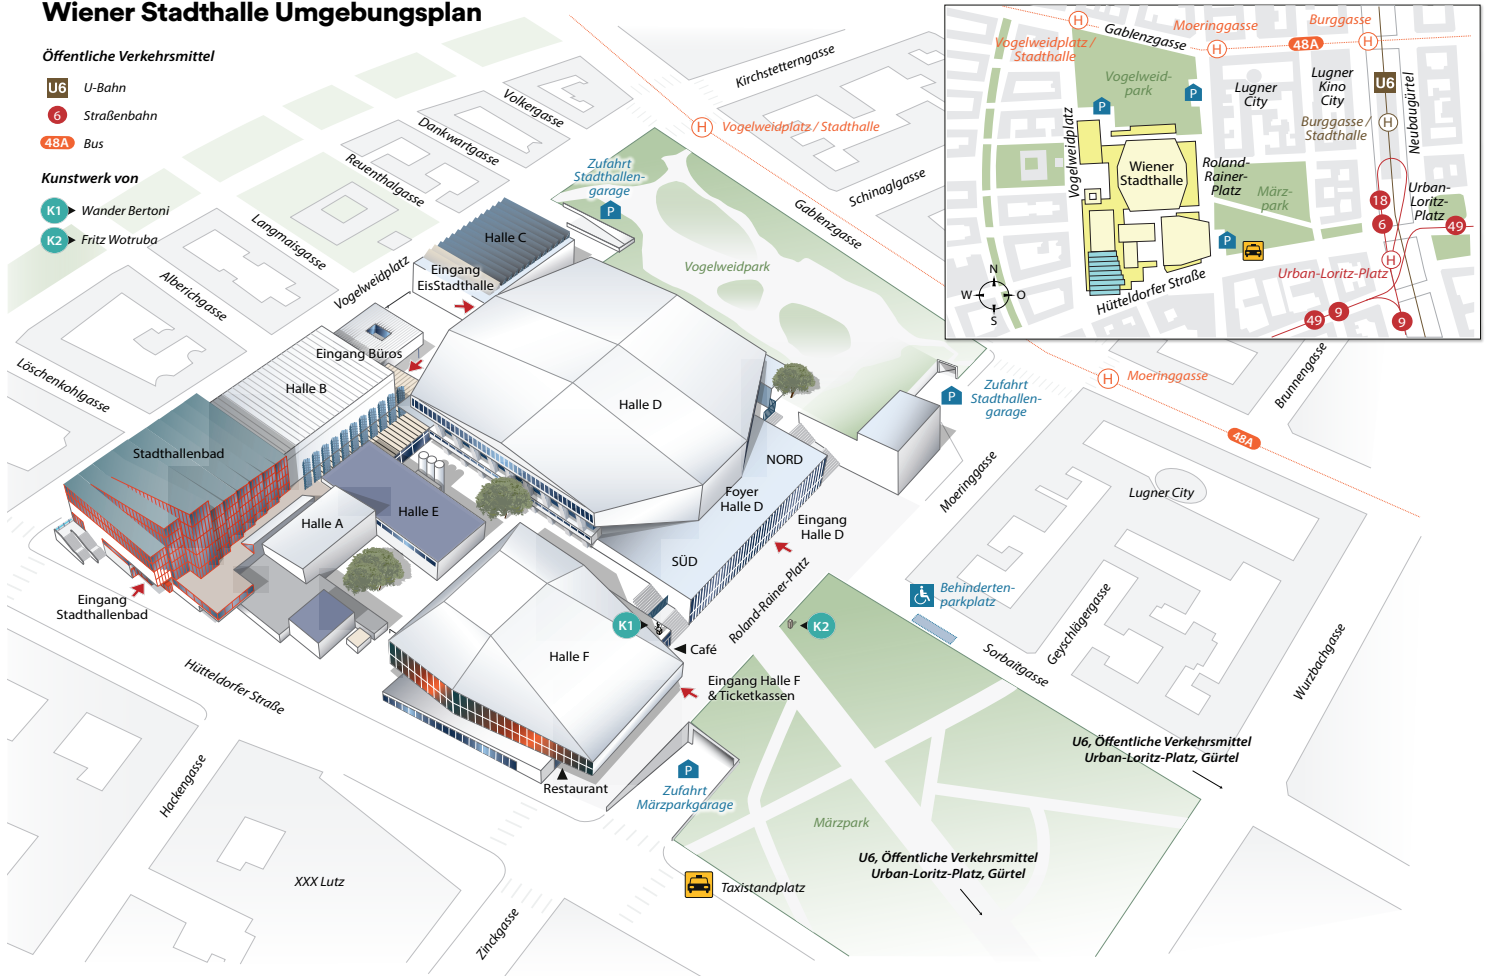 Wiener Stadthalle Umgebungsplan
Öffentliche Verkehrsmittel
U6 U-Bahn
6 Straßenbahn
48A Bus
Kunstwerk von
K1 Wander Bertoni
K2 Fritz Wotruba
Kirchstetterngasse
Volkergasse
Dankwartgasse
Reuenthalgasse
Langmaisgasse
Alberichgasse
Löschenkohlgasse
Vogelweidplatz
H Vogelweidplatz / Stadthalle
Schinaglgasse
Gablenzgasse
Zufahrt
Stadthallen-
garage
P
Vogelweidpark
Halle C
Eingang
EisStadthalle
Eingang Büros
Halle B
Halle D
Stadthallenbad
Halle A
Halle E
NORD
Foyer
Halle D
SÜD
Eingang
Halle D
Eingang
Stadthallenbad
Halle F
K1
K2
Café
Eingang Halle F
& Ticketkassen
Restaurant
Roland-Rainer-Platz
P
Zufahrt
Stadthallen-
garage
H Moeringgasse
48A
Brunnengasse
Moeringgasse
Lugner City
Behinderten-
parkplatz
Sorbaitgasse
Geyschlägergasse
Wurzbachgasse
U6, Öffentliche Verkehrsmittel
Urban-Loritz-Platz, Gürtel
P
Zufahrt
Märzparkgarage
Märzpark
U6, Öffentliche Verkehrsmittel
Urban-Loritz-Platz, Gürtel
Taxistandplatz
Hütteldorfer Straße
Hackengasse
XXX Lutz
Zinckgasse
H
Vogelweidplatz /
Stadthalle
Gablenzgasse
Moeringgasse
H
48A
Burggasse
H
Vogelweid-
park
P
P
Lugner
City
Lugner
Kino
City
U6
Neubaugürtel
Burggasse /
Stadthalle
H
Vogelweidplatz
Wiener
Stadthalle
Roland-
Rainer-
Platz
März-
park
P
18
6
Urban-
Loritz-
Platz
49
H
Urban-Loritz-Platz
49
9
9
Hütteldorfer Straße
N
W
O
S